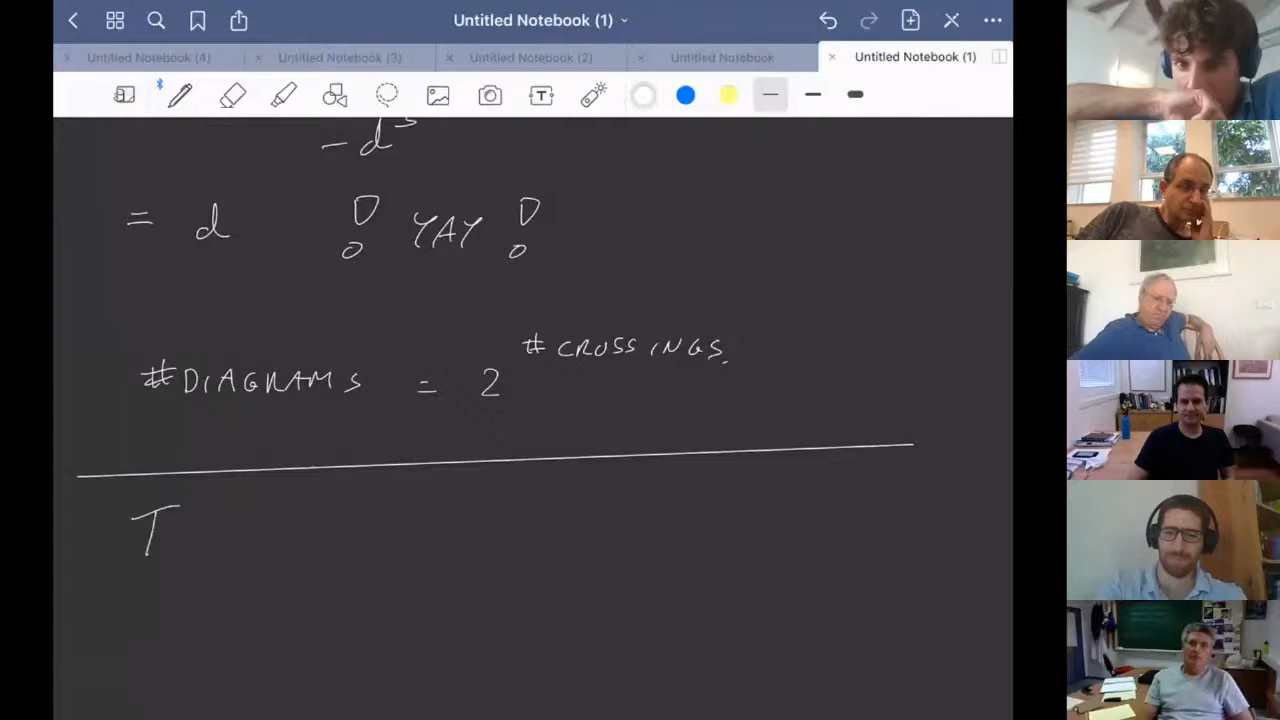 Untitled Notebook (1)
Untitled Notebook (4) Untitled Notebook (3) Untitled Notebook (2) Untitled Notebook Untitled Notebook (1)
- d³
= d ! YAY !
# CROSSINGS.
# DIAGRAMS = 2
T